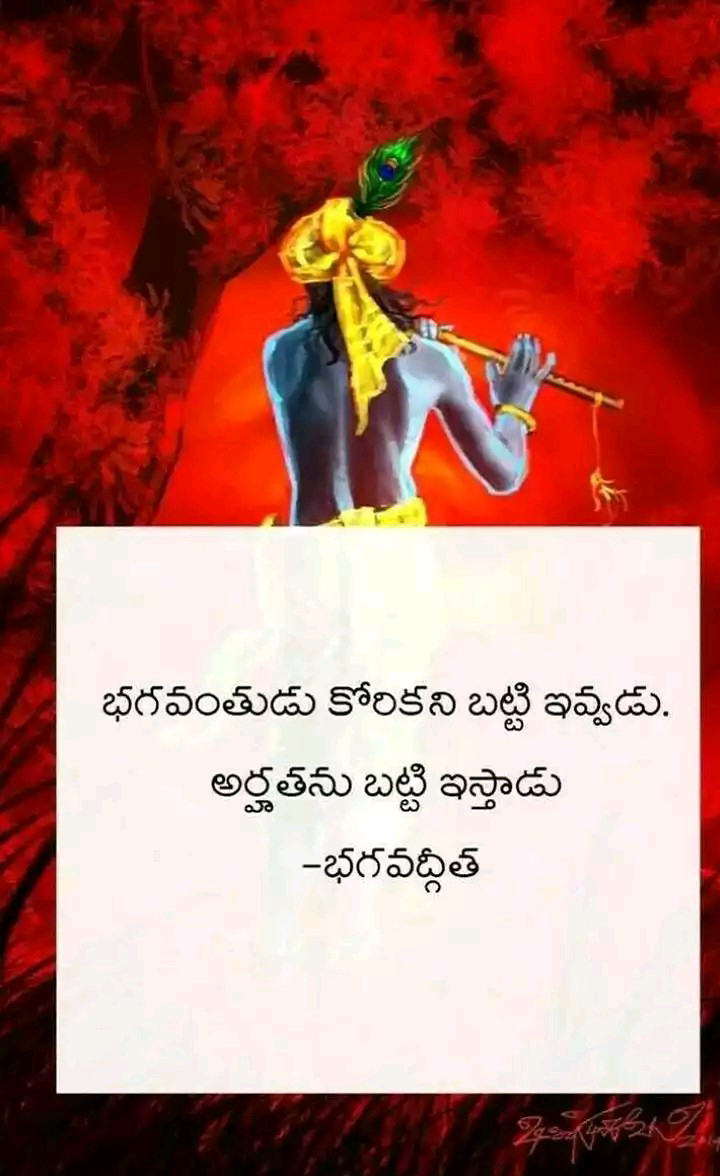 భగవంతుడు కోరికని బట్టి ఇవ్వడు.
అర్హతను బట్టి ఇస్తాడు
-భగవద్గీత